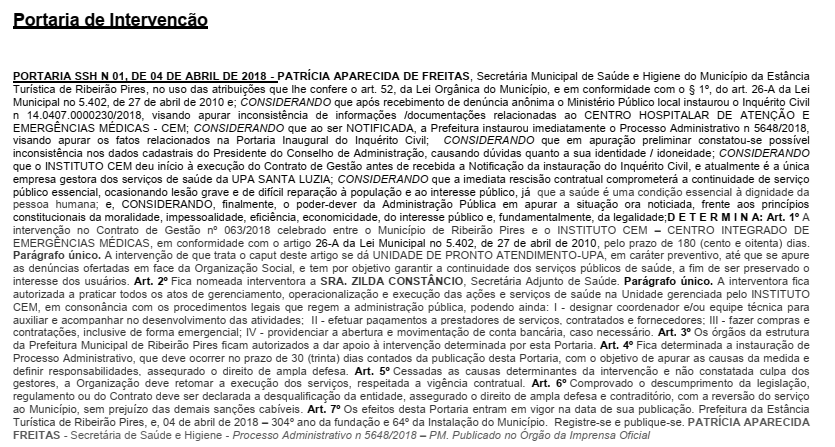 Portaria de Intervenção
PORTARIA SSH N 01, DE 04 DE ABRIL DE 2018 - PATRÍCIA APARECIDA DE FREITAS, Secretária Municipal de Saúde e Higiene do Município da Estância
Turística de Ribeirão Pires, no uso das atribuições que lhe confere o art. 52, da Lei Orgânica do Município, e em conformidade com o § 1º, do art. 26-A da Lei
Municipal no 5.402, de 27 de abril de 2010 e; CONSIDERANDO que após recebimento de denúncia anônima o Ministério Público local instaurou o Inquérito Civil
n 14.0407.0000230/2018, visando apurar inconsistência de informações /documentações relacionadas ao CENTRO HOSPITALAR DE ATENÇÃO E
EMERGÊNCIAS MÉDICAS - CEM; CONSIDERANDO que ao ser NOTIFICADA, a Prefeitura instaurou imediatamente o Processo Administrativo n 5648/2018,
visando apurar os fatos relacionados na Portaria Inaugural do Inquérito Civil; CONSIDERANDO que em apuração preliminar constatou-se possível
inconsistência nos dados cadastrais do Presidente do Conselho de Administração, causando dúvidas quanto a sua identidade / idoneidade; CONSIDERANDO
que o INSTITUTO CEM deu início à execução do Contrato de Gestão antes de recebida a Notificação da instauração do Inquérito Civil, e atualmente é a única
empresa gestora dos serviços de saúde da UPA SANTA LUZIA; CONSIDERANDO que a imediata rescisão contratual comprometerá a continuidade de serviço
público essencial, ocasionando lesão grave e de difícil reparação à população e ao interesse público, já que a saúde é uma condição essencial à dignidade da
pessoa humana; e, CONSIDERANDO, finalmente, o poder-dever da Administração Pública em apurar a situação ora noticiada, frente aos princípios
constitucionais da moralidade, impessoalidade, eficiência, economicidade, do interesse público e, fundamentalmente, da legalidade;D E T E R M I N A: Art. 1º A
intervenção no Contrato de Gestão nº 063/2018 celebrado entre o Município de Ribeirão Pires e o INSTITUTO CEM – CENTRO INTEGRADO DE
EMERGÊNCIAS MÉDICAS, em conformidade com o artigo 26-A da Lei Municipal no 5.402, de 27 de abril de 2010, pelo prazo de 180 (cento e oitenta) dias.
Parágrafo único. A intervenção de que trata o caput deste artigo se dá UNIDADE DE PRONTO ATENDIMENTO-UPA, em caráter preventivo, até que se apure
as denúncias ofertadas em face da Organização Social, e tem por objetivo garantir a continuidade dos serviços públicos de saúde, a fim de ser preservado o
interesse dos usuários. Art. 2º Fica nomeada interventora a SRA. ZILDA CONSTÂNCIO, Secretária Adjunto de Saúde. Parágrafo único. A interventora fica
autorizada a praticar todos os atos de gerenciamento, operacionalização e execução das ações e serviços de saúde na Unidade gerenciada pelo INSTITUTO
CEM, em consonância com os procedimentos legais que regem a administração pública, podendo ainda: I - designar coordenador e/ou equipe técnica para
auxiliar e acompanhar no desenvolvimento das atividades; II - efetuar pagamentos a prestadores de serviços, contratados e fornecedores; III - fazer compras e
contratações, inclusive de forma emergencial; IV - providenciar a abertura e movimentação de conta bancária, caso necessário. Art. 3º Os órgãos da estrutura
da Prefeitura Municipal de Ribeirão Pires ficam autorizados a dar apoio à intervenção determinada por esta Portaria. Art. 4º Fica determinada a instauração de
Processo Administrativo, que deve ocorrer no prazo de 30 (trinta) dias contados da publicação desta Portaria, com o objetivo de apurar as causas da medida e
definir responsabilidades, assegurado o direito de ampla defesa. Art. 5º Cessadas as causas determinantes da intervenção e não constatada culpa dos
gestores, a Organização deve retomar a execução dos serviços, respeitada a vigência contratual. Art. 6º Comprovado o descumprimento da legislação,
regulamento ou do Contrato deve ser declarada a desqualificação da entidade, assegurado o direito de ampla defesa e contraditório, com a reversão do serviço
ao Município, sem prejuízo das demais sanções cabíveis. Art. 7º Os efeitos desta Portaria entram em vigor na data de sua publicação. Prefeitura da Estância
Turística de Ribeirão Pires, e, 04 de abril de 2018 – 304º ano da fundação e 64º da Instalação do Município. Registre-se e publique-se. PATRÍCIA APARECIDA
FREITAS - Secretária de Saúde e Higiene - Processo Administrativo n 5648/2018 – PM. Publicado no Órgão da Imprensa Oficial